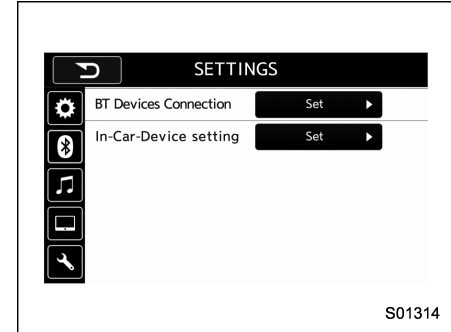 SETTINGS
BT Devices Connection Set
In-Car-Device setting Set
S01314